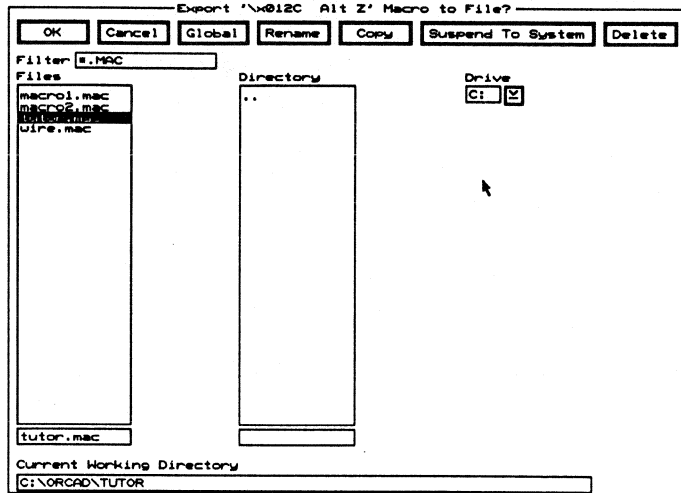 Export '\x012C Alt Z' Macro to File?
OK Cancel Global Rename Copy Suspend To System Delete
Filter *.MAC
Files Directory Drive
macro1.mac .. C:
macro2.mac
tutor.mac
wire.mac
tutor.mac
Current Working Directory
C:\ORCAD\TUTOR